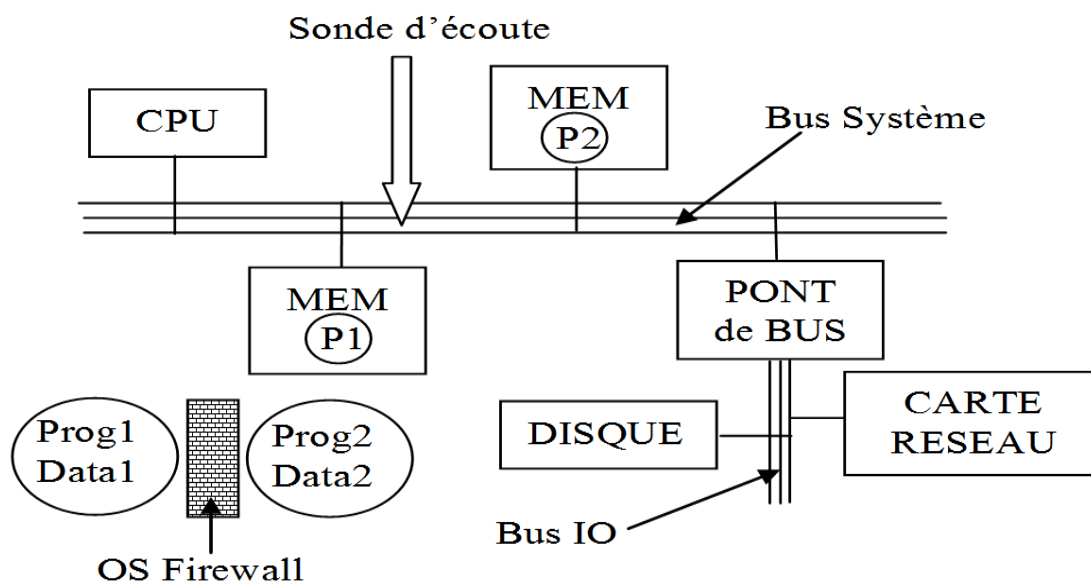 Sonde d'écoute
CPU
MEM
P2
Bus Système
MEM
P1
PONT
de BUS
Prog1
Data1
Prog2
Data2
DISQUE
CARTE
RESEAU
Bus IO
OS Firewall